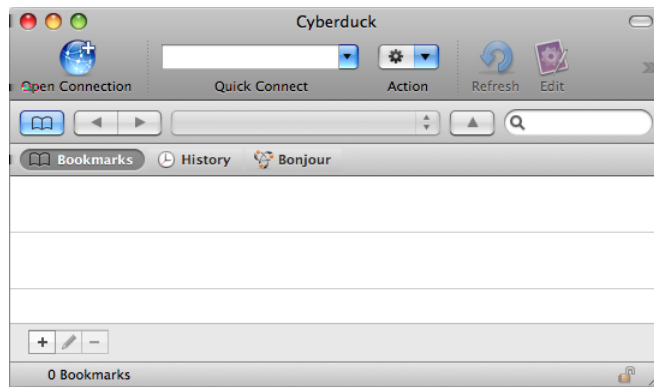 Cyberduck
Open Connection Quick Connect Action Refresh Edit
Bookmarks History Bonjour
0 Bookmarks